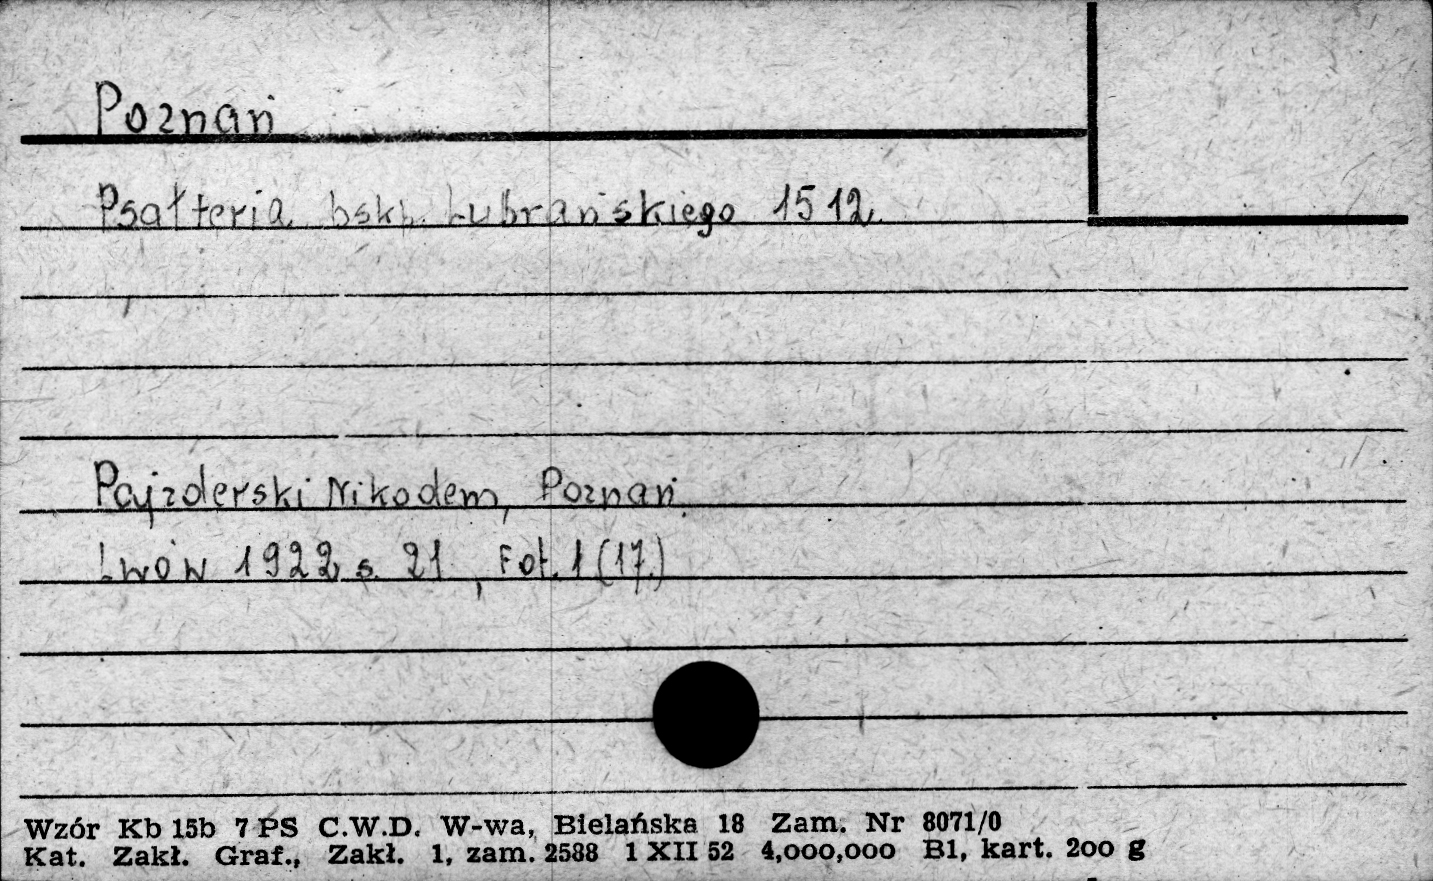 Poznań
Psałteria bskp. Lubrańskiego 1512.
Pajzderski Nikodem, Poznań
Lwów 1922 s. 21, Fot. 1 (17.)
Wzór Kb 15b 7 PS C.W.D. W-wa, Bielańska 18 Zam. Nr 8071/0
Kat. Zakł. Graf., Zakł. 1, zam. 2588 1 XII 52 4,000,000 B1, kart. 200 g